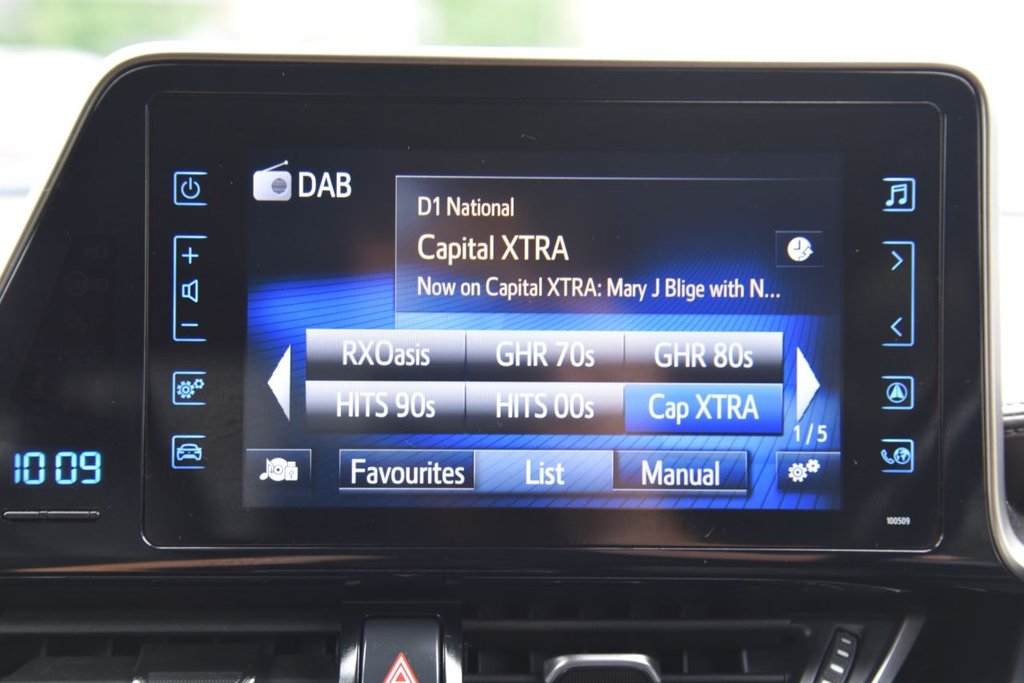 DAB
D1 National
Capital XTRA
Now on Capital XTRA: Mary J Blige with N...
RXOasis GHR 70s GHR 80s
HITS 90s HITS 00s Cap XTRA
1/5
Favourites List Manual
10 09
100509